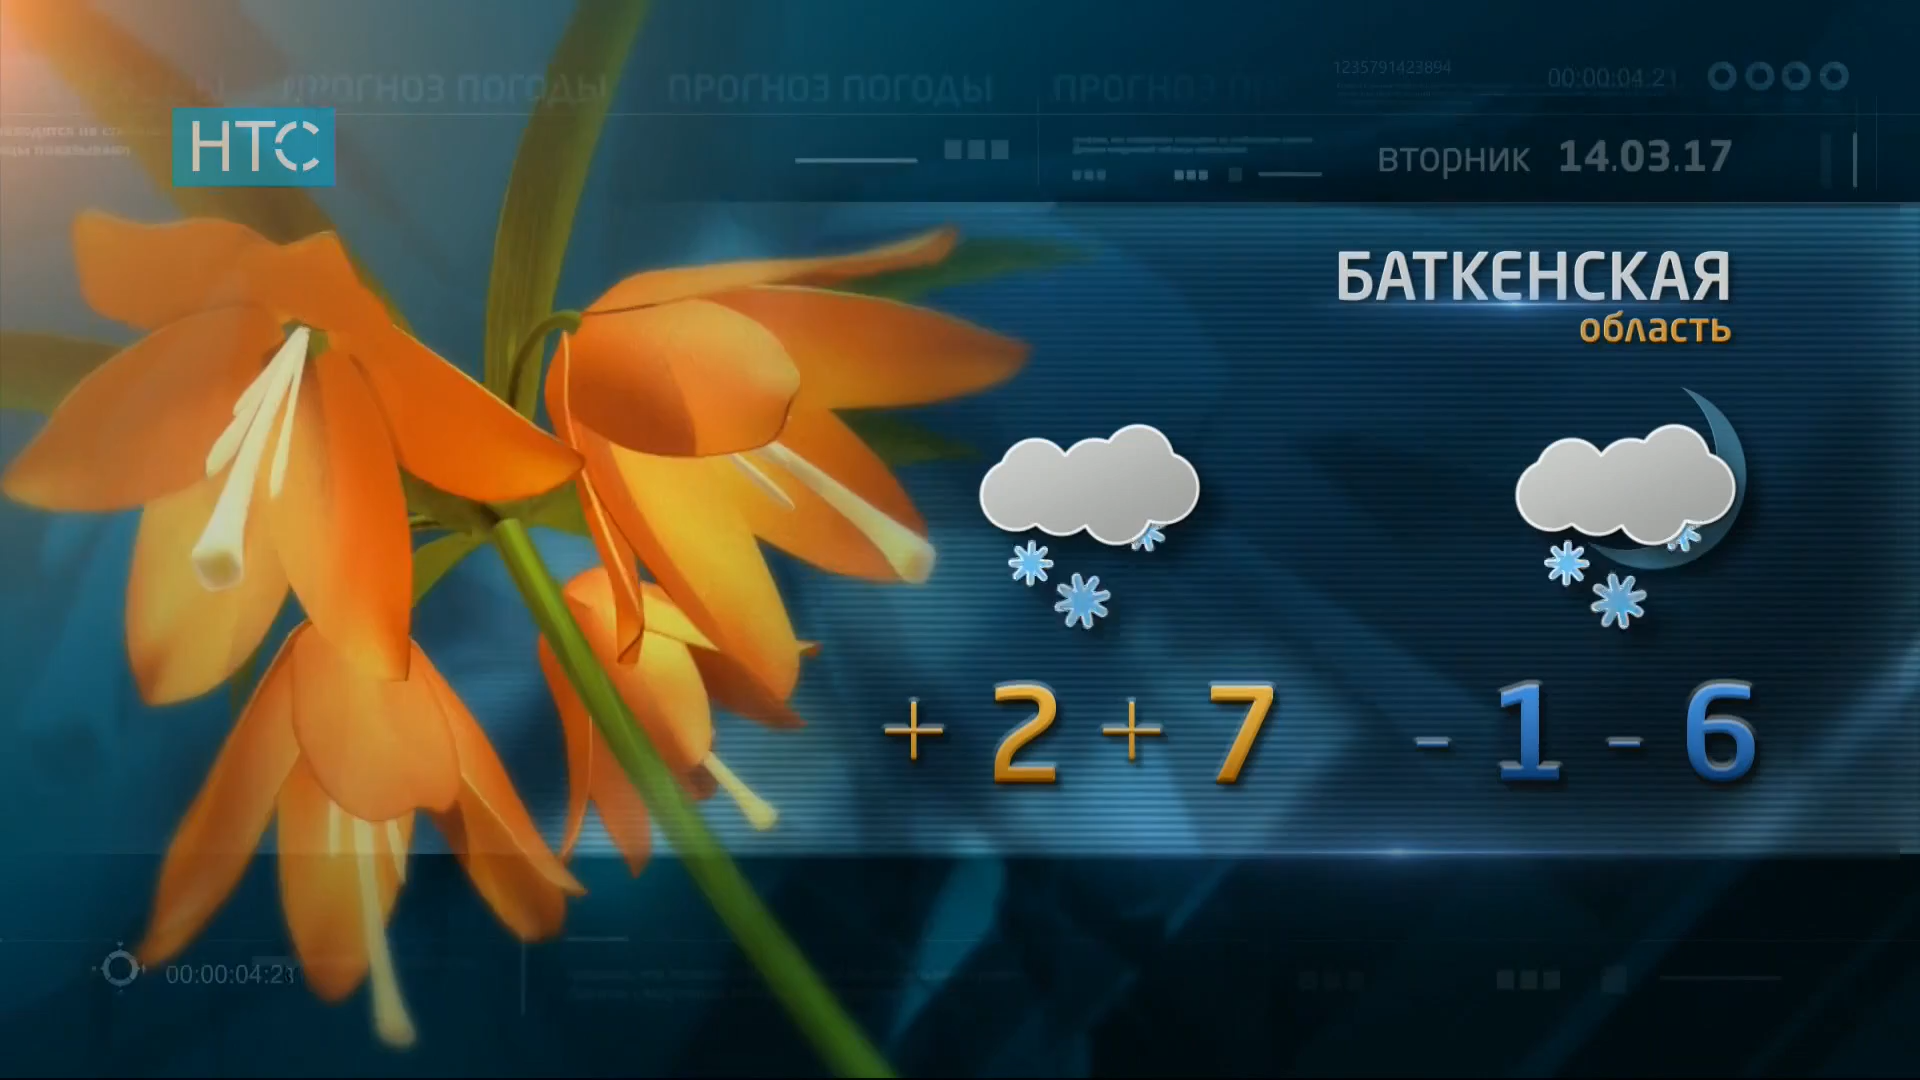 ПРОГНОЗ ПОГОДЫ ПРОГНОЗ ПОГОДЫ ПРОГНОЗ
1235791423894
00:00:04:21
НТС
вторник 14.03.17
БАТКЕНСКАЯ
область
+ 2 + 7 - 1 - 6
00:00:04:21